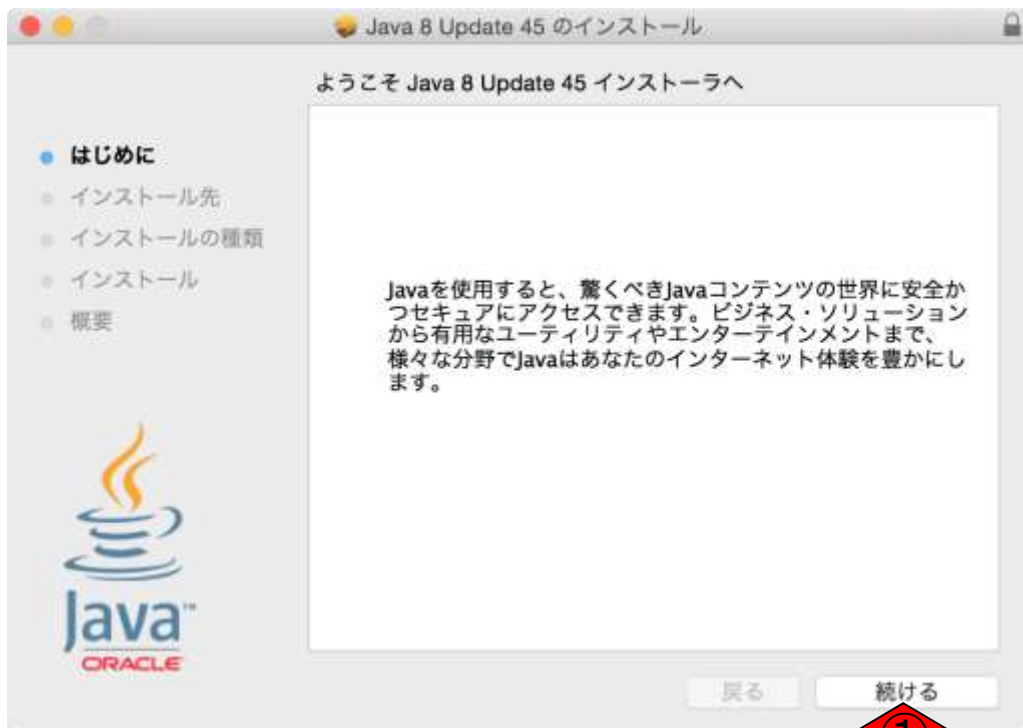 Java 8 Update 45 のインストール
ようこそ Java 8 Update 45 インストーラへ
はじめに
インストール先
インストールの種類
インストール
概要
Javaを使用すると、驚くべきJavaコンテンツの世界に安全か
つセキュアにアクセスできます。ビジネス・ソリューション
から有用なユーティリティやエンターテインメントまで、
様々な分野でJavaはあなたのインターネット体験を豊かにし
ます。
Java™
ORACLE
戻る
続ける
①